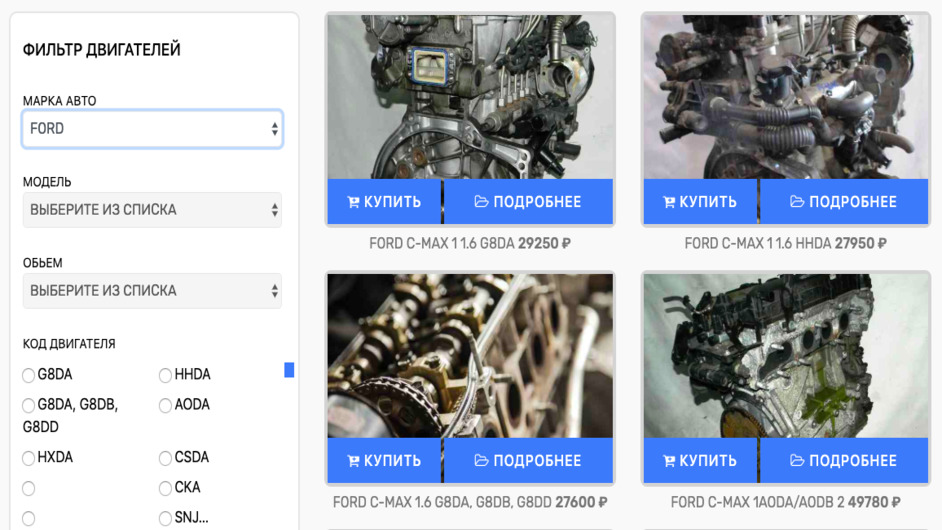 ФИЛЬТР ДВИГАТЕЛЕЙ
МАРКА АВТО
FORD
МОДЕЛЬ
ВЫБЕРИТЕ ИЗ СПИСКА
ОБЬЕМ
ВЫБЕРИТЕ ИЗ СПИСКА
КОД ДВИГАТЕЛЯ
G8DA
HHDA
G8DA, G8DB,
G8DD
AODA
HXDA
CSDA
СКА
SNJ...
КУПИТЬ
ПОДРОБНЕЕ
FORD C-MAX 1 1.6 G8DA 29250 ₽
КУПИТЬ
ПОДРОБНЕЕ
FORD C-MAX 1 1.6 HHDA 27950 ₽
КУПИТЬ
ПОДРОБНЕЕ
FORD C-MAX 1.6 G8DA, G8DB, G8DD 27600 ₽
КУПИТЬ
ПОДРОБНЕЕ
FORD C-MAX 1AODA/AODB 2 49780 ₽